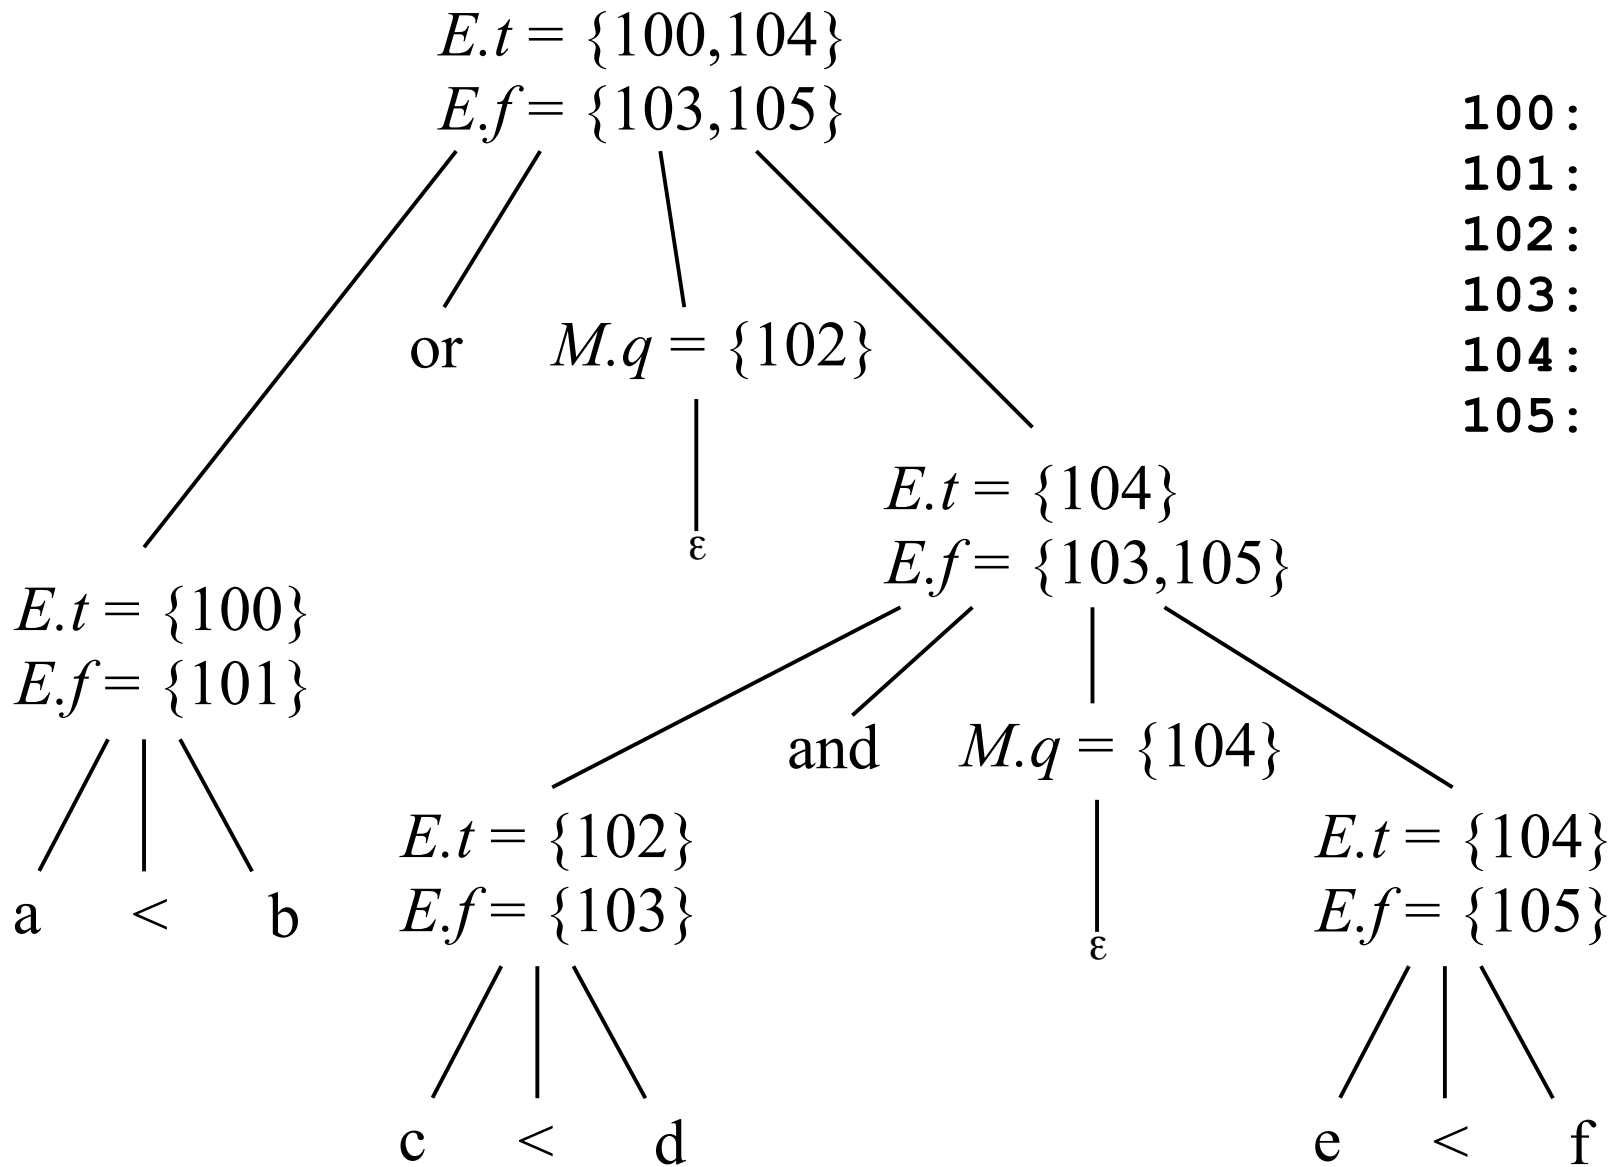 E.t = {100,104}
E.f = {103,105}
100:
101:
102:
103:
104:
105:
or M.q = {102}
ε
E.t = {104}
E.f = {103,105}
E.t = {100}
E.f = {101}
and M.q = {104}
ε
a < b
E.t = {102}
E.f = {103}
E.t = {104}
E.f = {105}
c < d
e < f